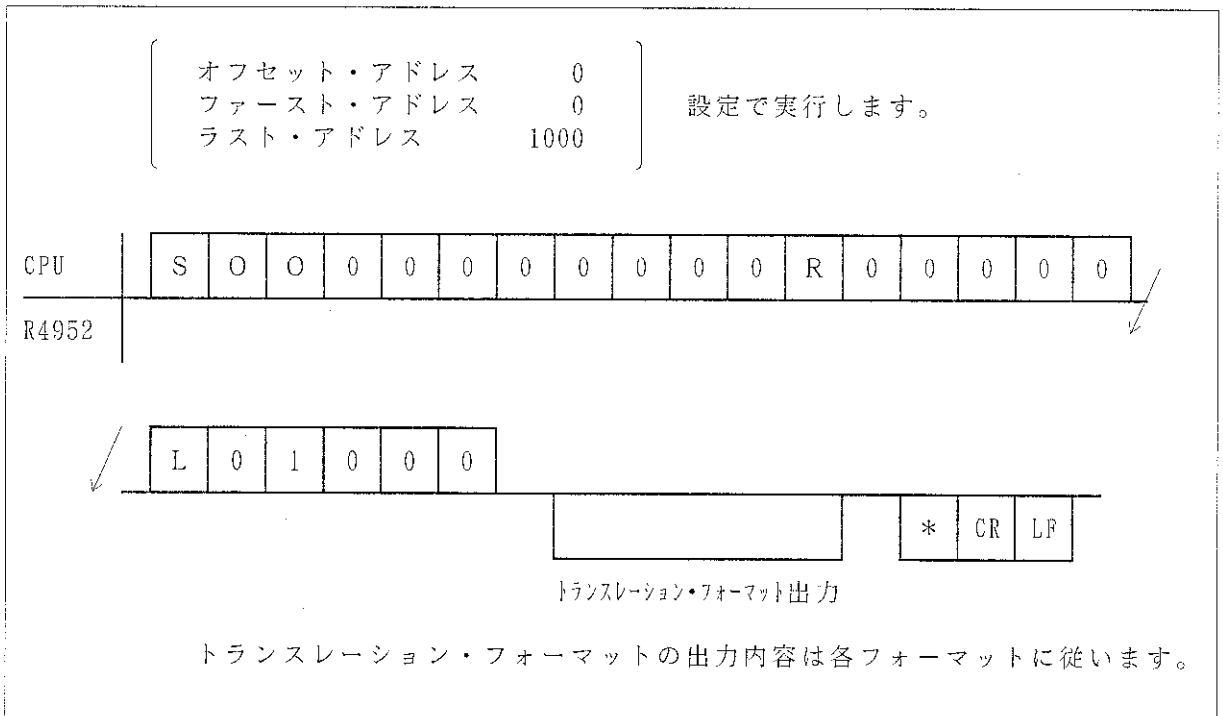 オフセット・アドレス 0
ファースト・アドレス 0
ラスト・アドレス 1000
設定で実行します。
CPU S O O 0 0 0 0 0 0 0 0 R 0 0 0 0 0
R4952
L 0 1 0 0 0
* CR LF
トランスレーション・フォーマット出力
トランスレーション・フォーマットの出力内容は各フォーマットに従います。